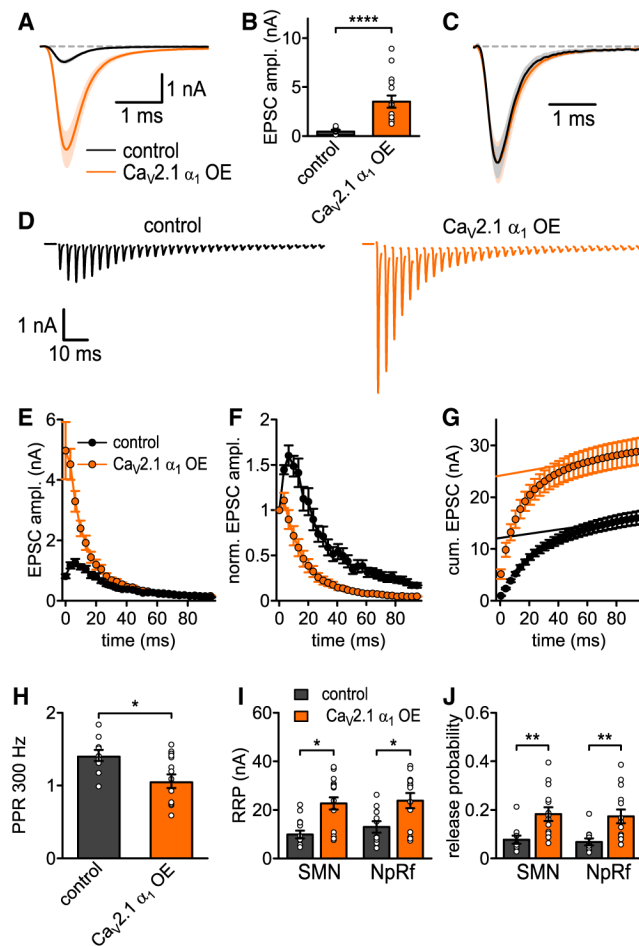 A
1 nA
1 ms
control
CaV2.1 α1 OE
B
EPSC ampl. (nA)
10
5
0
****
control
CaV2.1 α1 OE
C
1 ms
D
control
CaV2.1 α1 OE
1 nA
10 ms
E
EPSC ampl. (nA)
6
4
2
0
control
CaV2.1 α1 OE
0 20 40 60 80
time (ms)
F
norm. EPSC ampl.
2
1.5
1
0.5
0
0 20 40 60 80
time (ms)
G
cum. EPSC (nA)
30
20
10
0
0 20 40 60 80
time (ms)
H
PPR 300 Hz
2
1
0
*
control
CaV2.1 α1 OE
I
control
CaV2.1 α1 OE
RRP (nA)
60
40
20
0
* *
SMN NpRf
J
release probability
0.6
0.4
0.2
0
** **
SMN NpRf